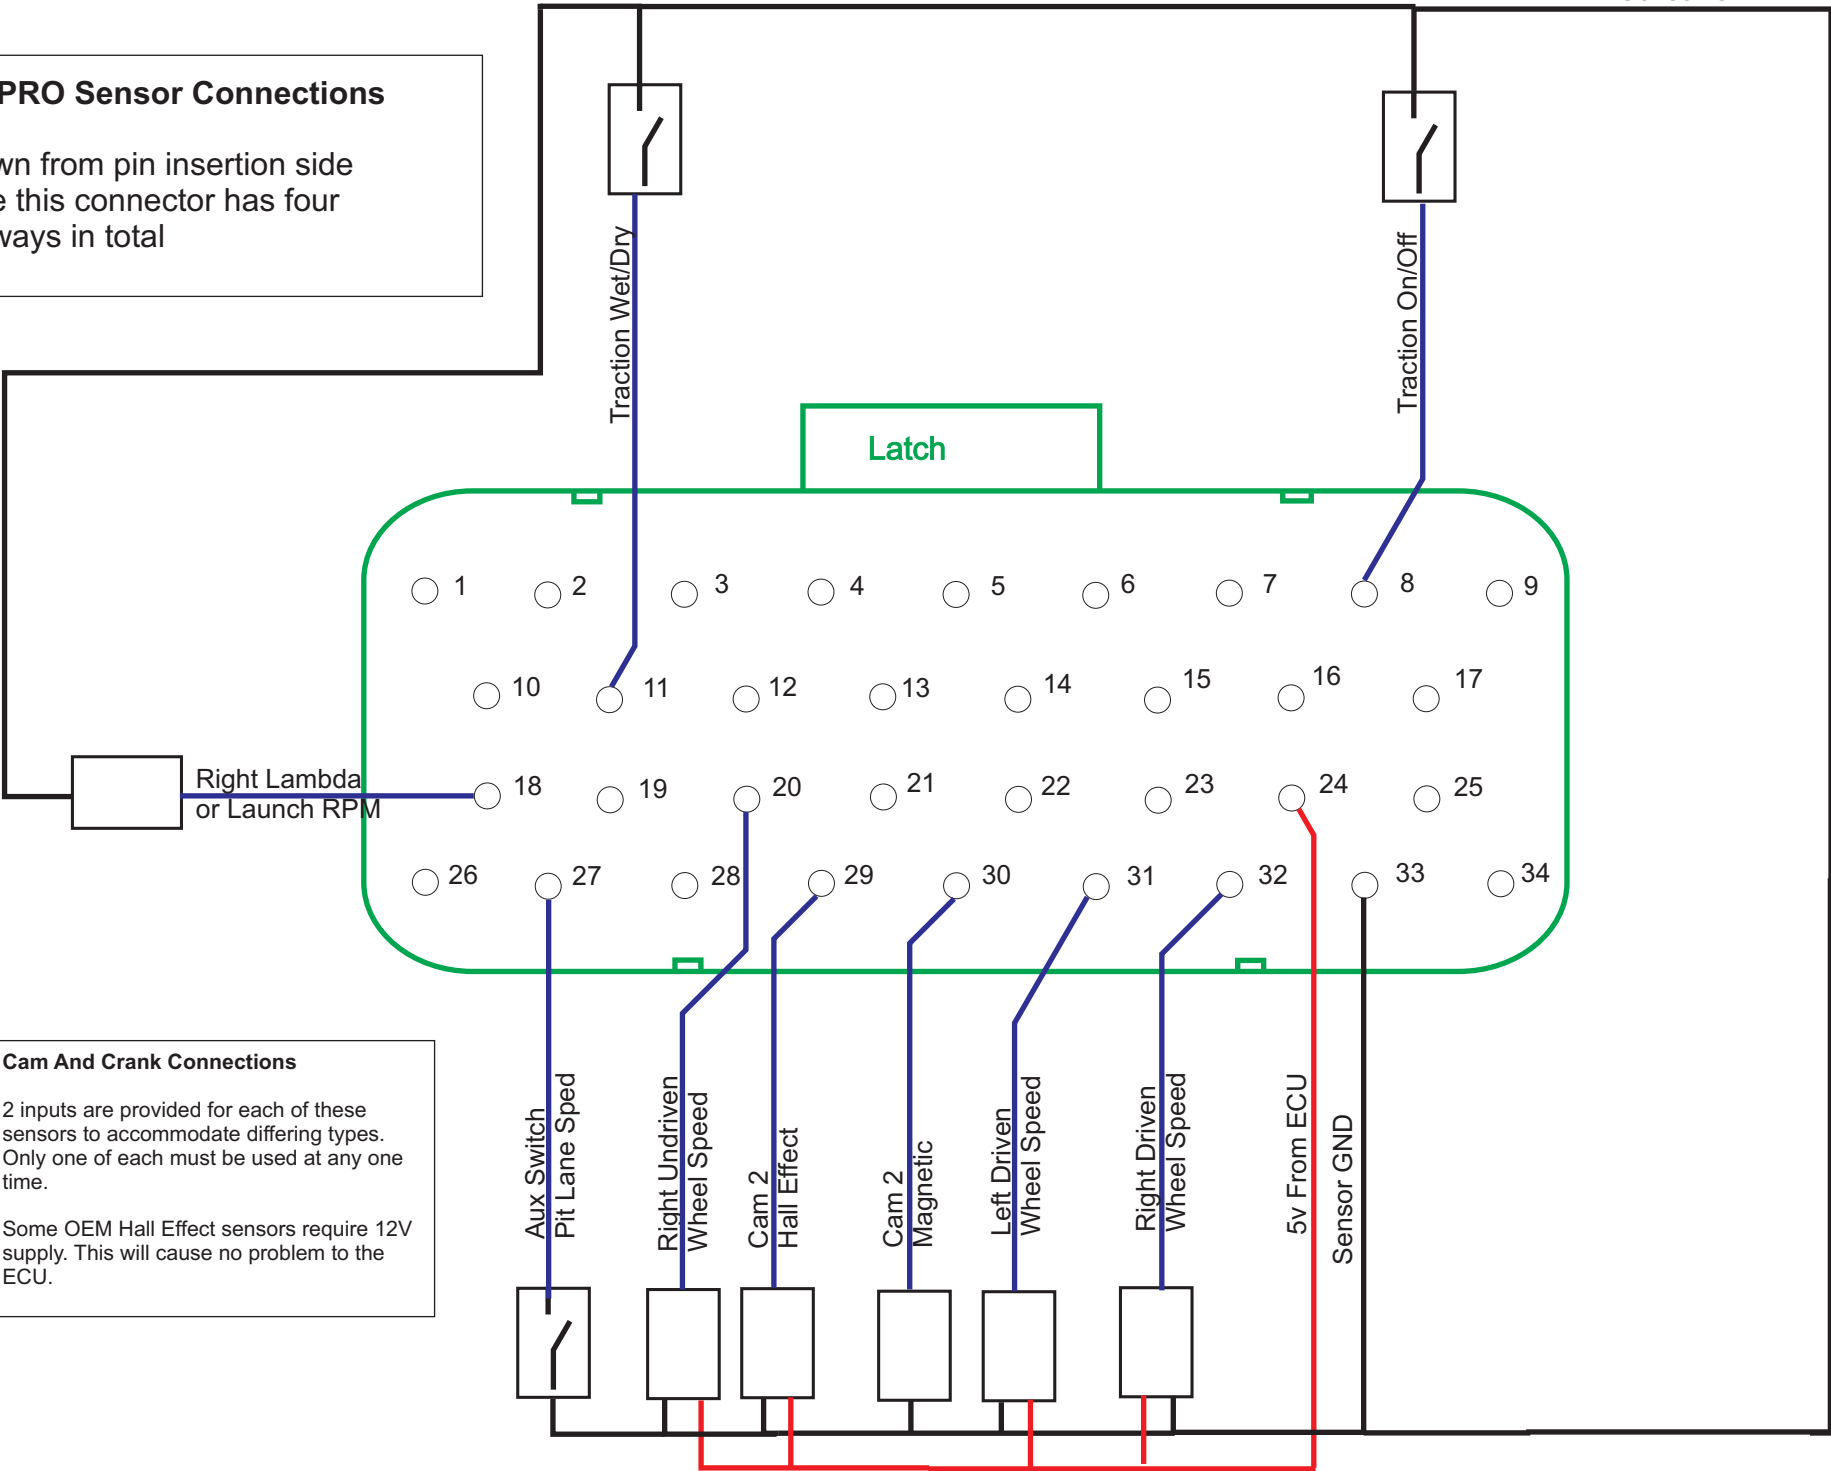 PRO Sensor Connections
from pin insertion side
this connector has four
in total
Traction Wet/Dry
Traction On/Off
Latch
1 2 3 4 5 6 7 8 9
10 11 12 13 14 15 16 17
Right Lambda
or Launch RPM
18 19 20 21 22 23 24 25
26 27 28 29 30 31 32 33 34
Cam And Crank Connections
2 inputs are provided for each of these
sensors to accommodate differing types.
Only one of each must be used at any one
time.
Some OEM Hall Effect sensors require 12V
supply. This will cause no problem to the
ECU.
Aux Switch
Pit Lane Sped
Right Undriven
Wheel Speed
Cam 2
Hall Effect
Cam 2
Magnetic
Left Driven
Wheel Speed
Right Driven
Wheel Speed
5v From ECU
Sensor GND